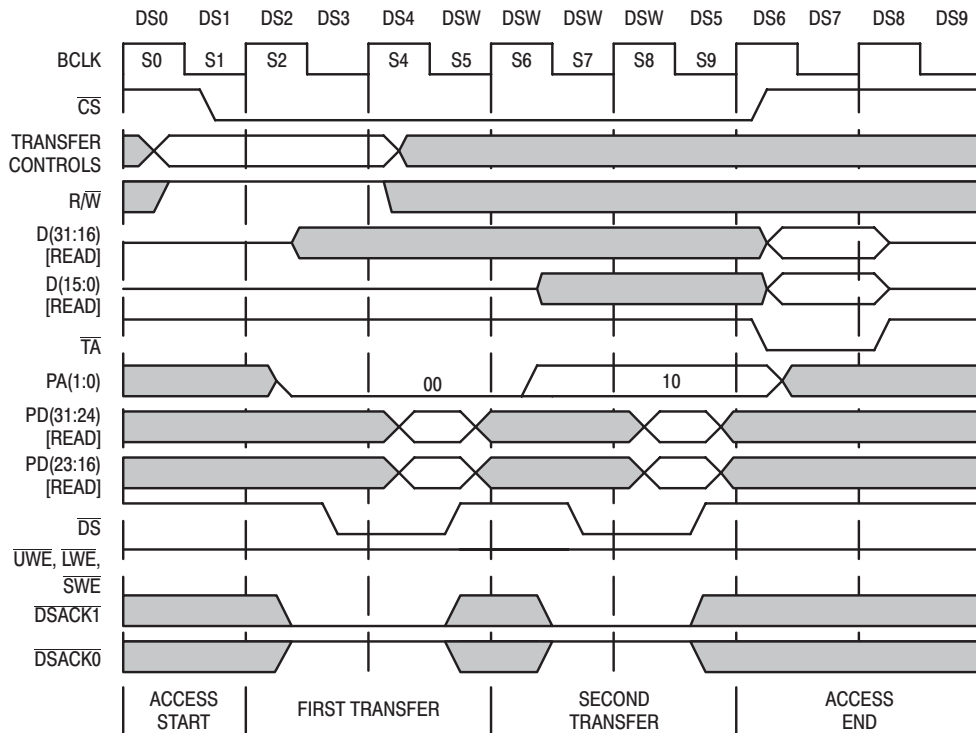 DS0 DS1 DS2 DS3 DS4 DSW DSW DSW DSW DS5 DS6 DS7 DS8 DS9
BCLK S0 S1 S2 S4 S5 S6 S7 S8 S9
CS
TRANSFER
CONTROLS
R/W
D(31:16)
[READ]
D(15:0)
[READ]
TA
PA(1:0) 00 10
PD(31:24)
[READ]
PD(23:16)
[READ]
DS
UWE, LWE,
SWE
DSACK1
DSACK0
ACCESS
START
FIRST TRANSFER
SECOND
TRANSFER
ACCESS
END